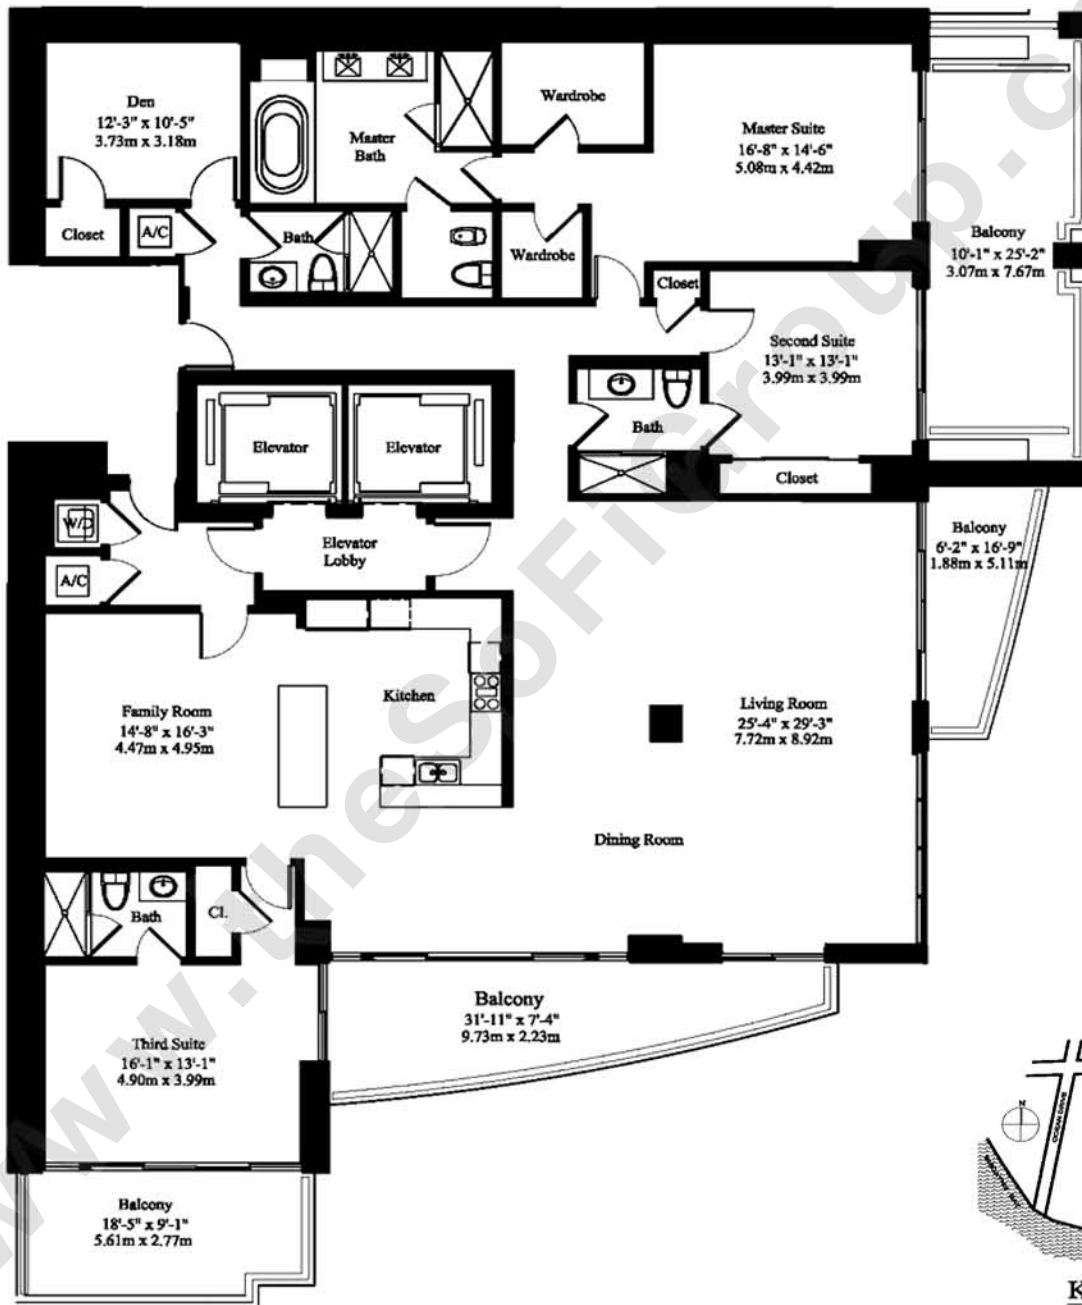 Den
12'-3" x 10'-5"
3.73m x 3.18m
Master
Bath
Wardrobe
Master Suite
16'-8" x 14'-6"
5.08m x 4.42m
Closet
A/C
Bath
Wardrobe
Closet
Balcony
10'-1" x 25'-2"
3.07m x 7.67m
Second Suite
13'-1" x 13'-1"
3.99m x 3.99m
Elevator
Elevator
Bath
Closet
W/D
A/C
Elevator
Lobby
Balcony
6'-2" x 16'-9"
1.88m x 5.11m
Family Room
14'-8" x 16'-3"
4.47m x 4.95m
Kitchen
Living Room
25'-4" x 29'-3"
7.72m x 8.92m
Dining Room
Bath
Cl.
Balcony
31'-11" x 7'-4"
9.73m x 2.23m
Third Suite
16'-1" x 13'-1"
4.90m x 3.99m
Balcony
18'-5" x 9'-1"
5.61m x 2.77m
N
OCEAN DRIVE
K
www.theSoFiGroup.c